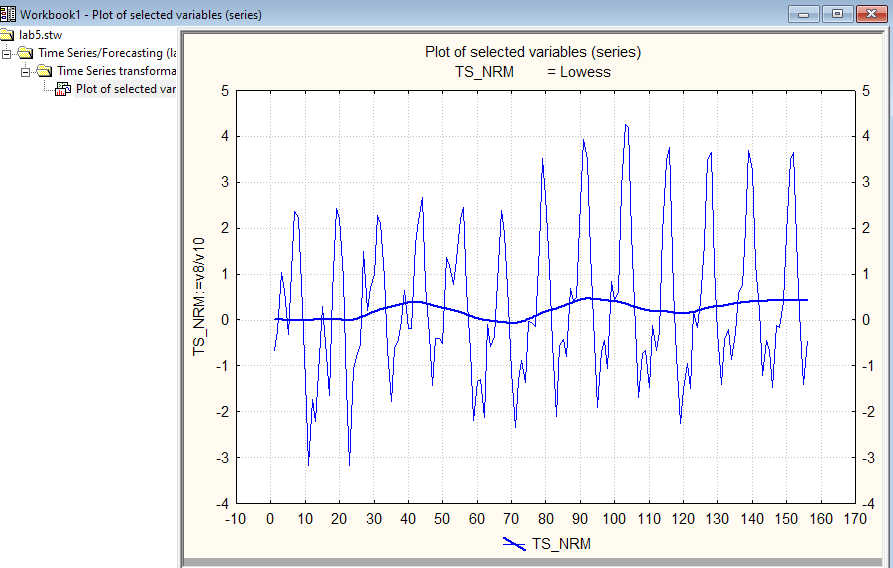 Workbook1 - Plot of selected variables (series)
lab5.stw
Time Series/Forecasting (la
Time Series transforma
Plot of selected var
Plot of selected variables (series)
TS_NRM = Lowess
5 5
4 4
3 3
2 2
1 1
0 0
-1 -1
-2 -2
-3 -3
-4 -4
TS_NRM:=v8/v10
-10 0 10 20 30 40 50 60 70 80 90 100 110 120 130 140 150 160 170
TS_NRM